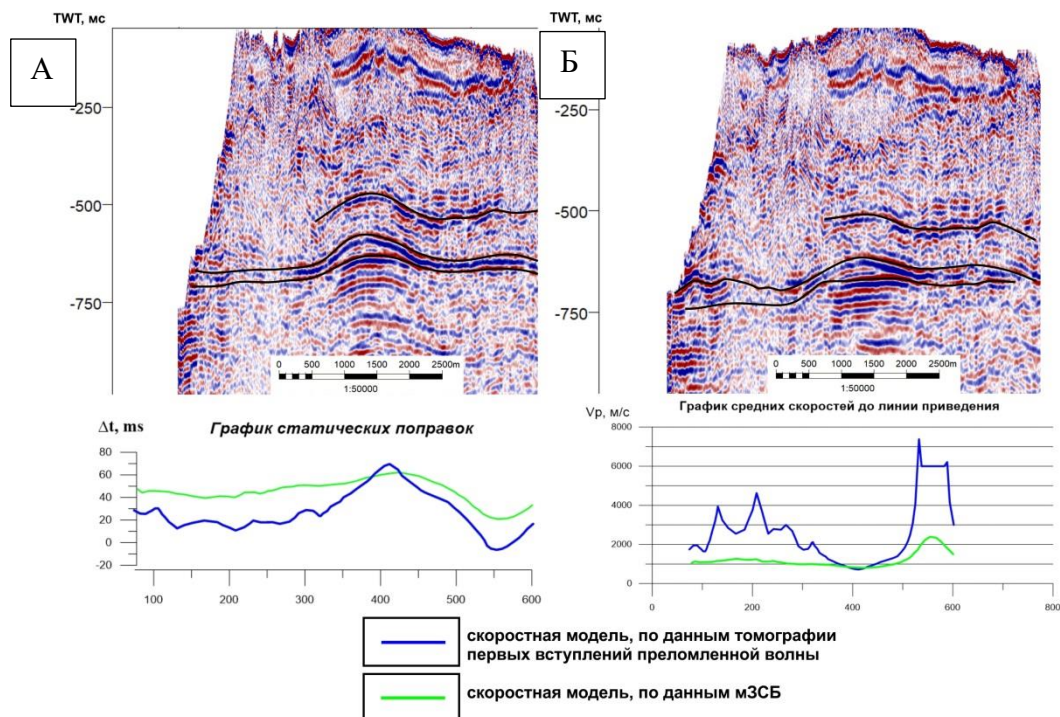 TWT, мс
А
-250
-500
-750
0 500 1000 1500 2000 2500m
1:50000
TWT, мс
Б
-250
-500
-750
0 500 1000 1500 2000 2500m
1:50000
Δt, ms
График статических поправок
80
60
40
20
0
-20
100 200 300 400 500 600
График средних скоростей до линии приведения
Vp, м/с
8000
6000
4000
2000
0
0 200 400 600 800
скоростная модель, по данным томографии
первых вступлений преломленной волны
скоростная модель, по данным мЗСБ